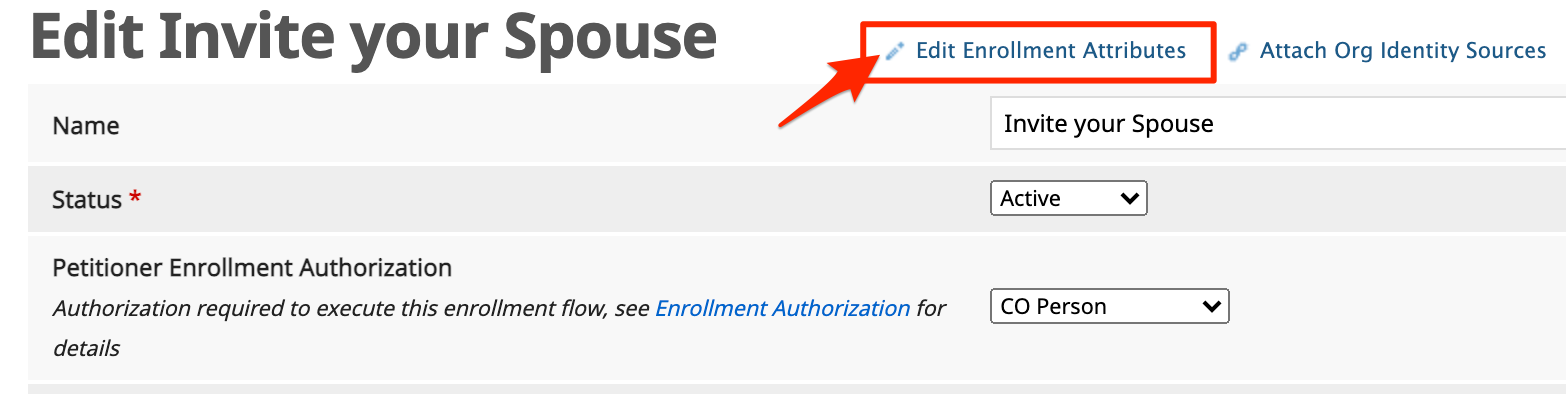 Edit Invite your Spouse
Edit Enrollment Attributes
Attach Org Identity Sources
Name
Invite your Spouse
Status *
Active
Petitioner Enrollment Authorization
Authorization required to execute this enrollment flow, see Enrollment Authorization for
details
CO Person